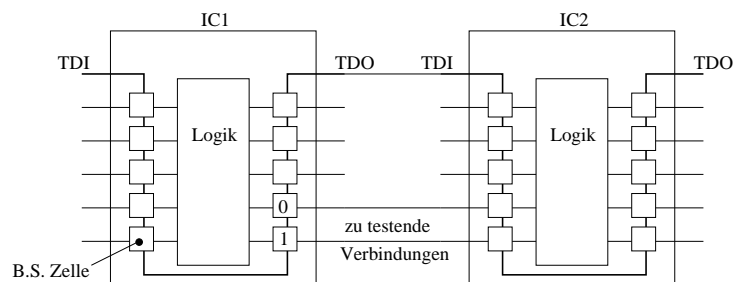 IC1 IC2
TDI TDO TDI TDO
Logik Logik
0
zu testende
1
Verbindungen
B.S. Zelle